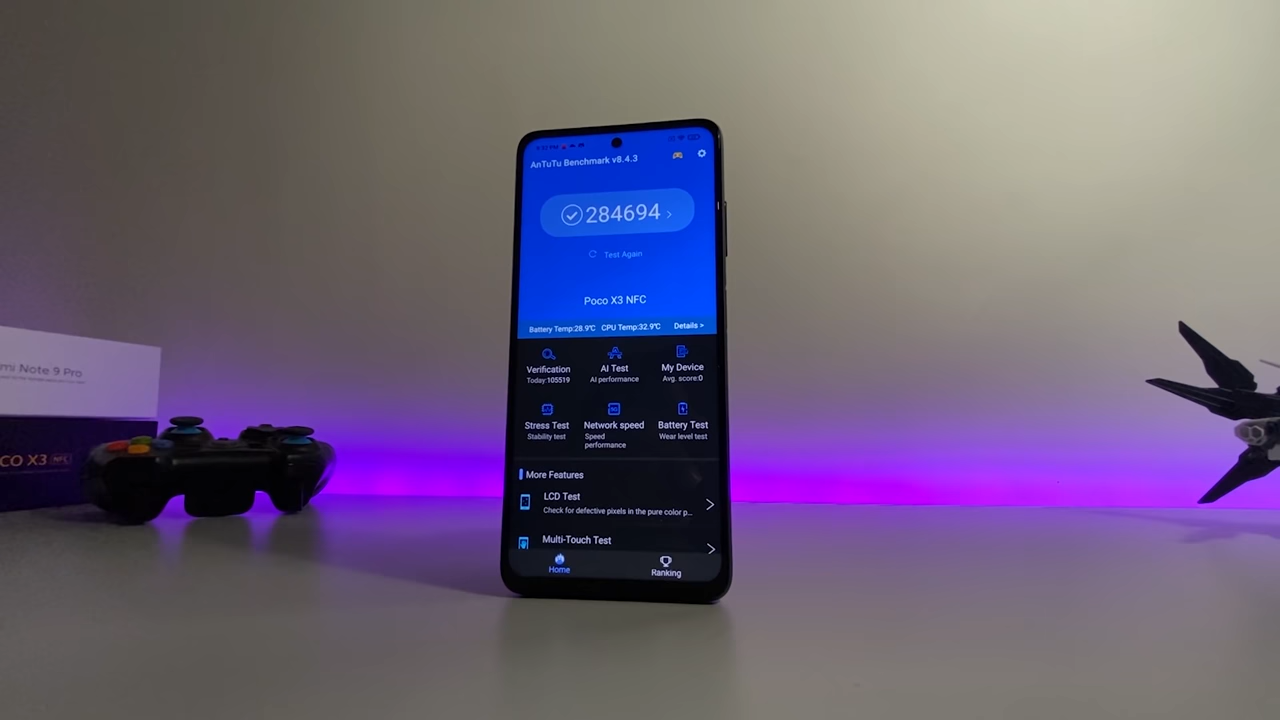 AnTuTu Benchmark v8.4.3
284694
Test Again
Poco X3 NFC
Battery Temp:28.9℃ CPU Temp:32.9℃ Details >
Verification
Today:105519
AI Test
AI performance
My Device
Avg. score:0
Stress Test
Stability test
Network speed
Speed
performance
Battery Test
Wear level test
More Features
LCD Test
Check for defective pixels in the pure color p...
Multi-Touch Test
Home
Ranking
mi Note 9 Pro
CO X3 NFC